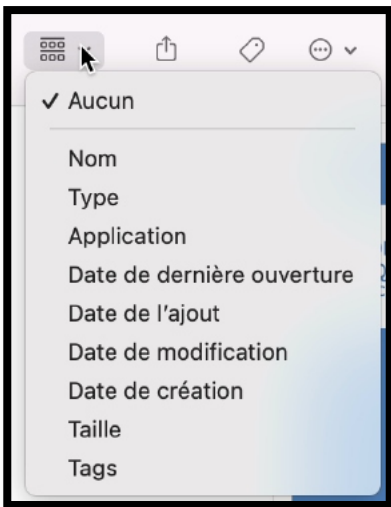 Aucun
Nom
Type
Application
Date de dernière ouverture
Date de l’ajout
Date de modification
Date de création
Taille
Tags